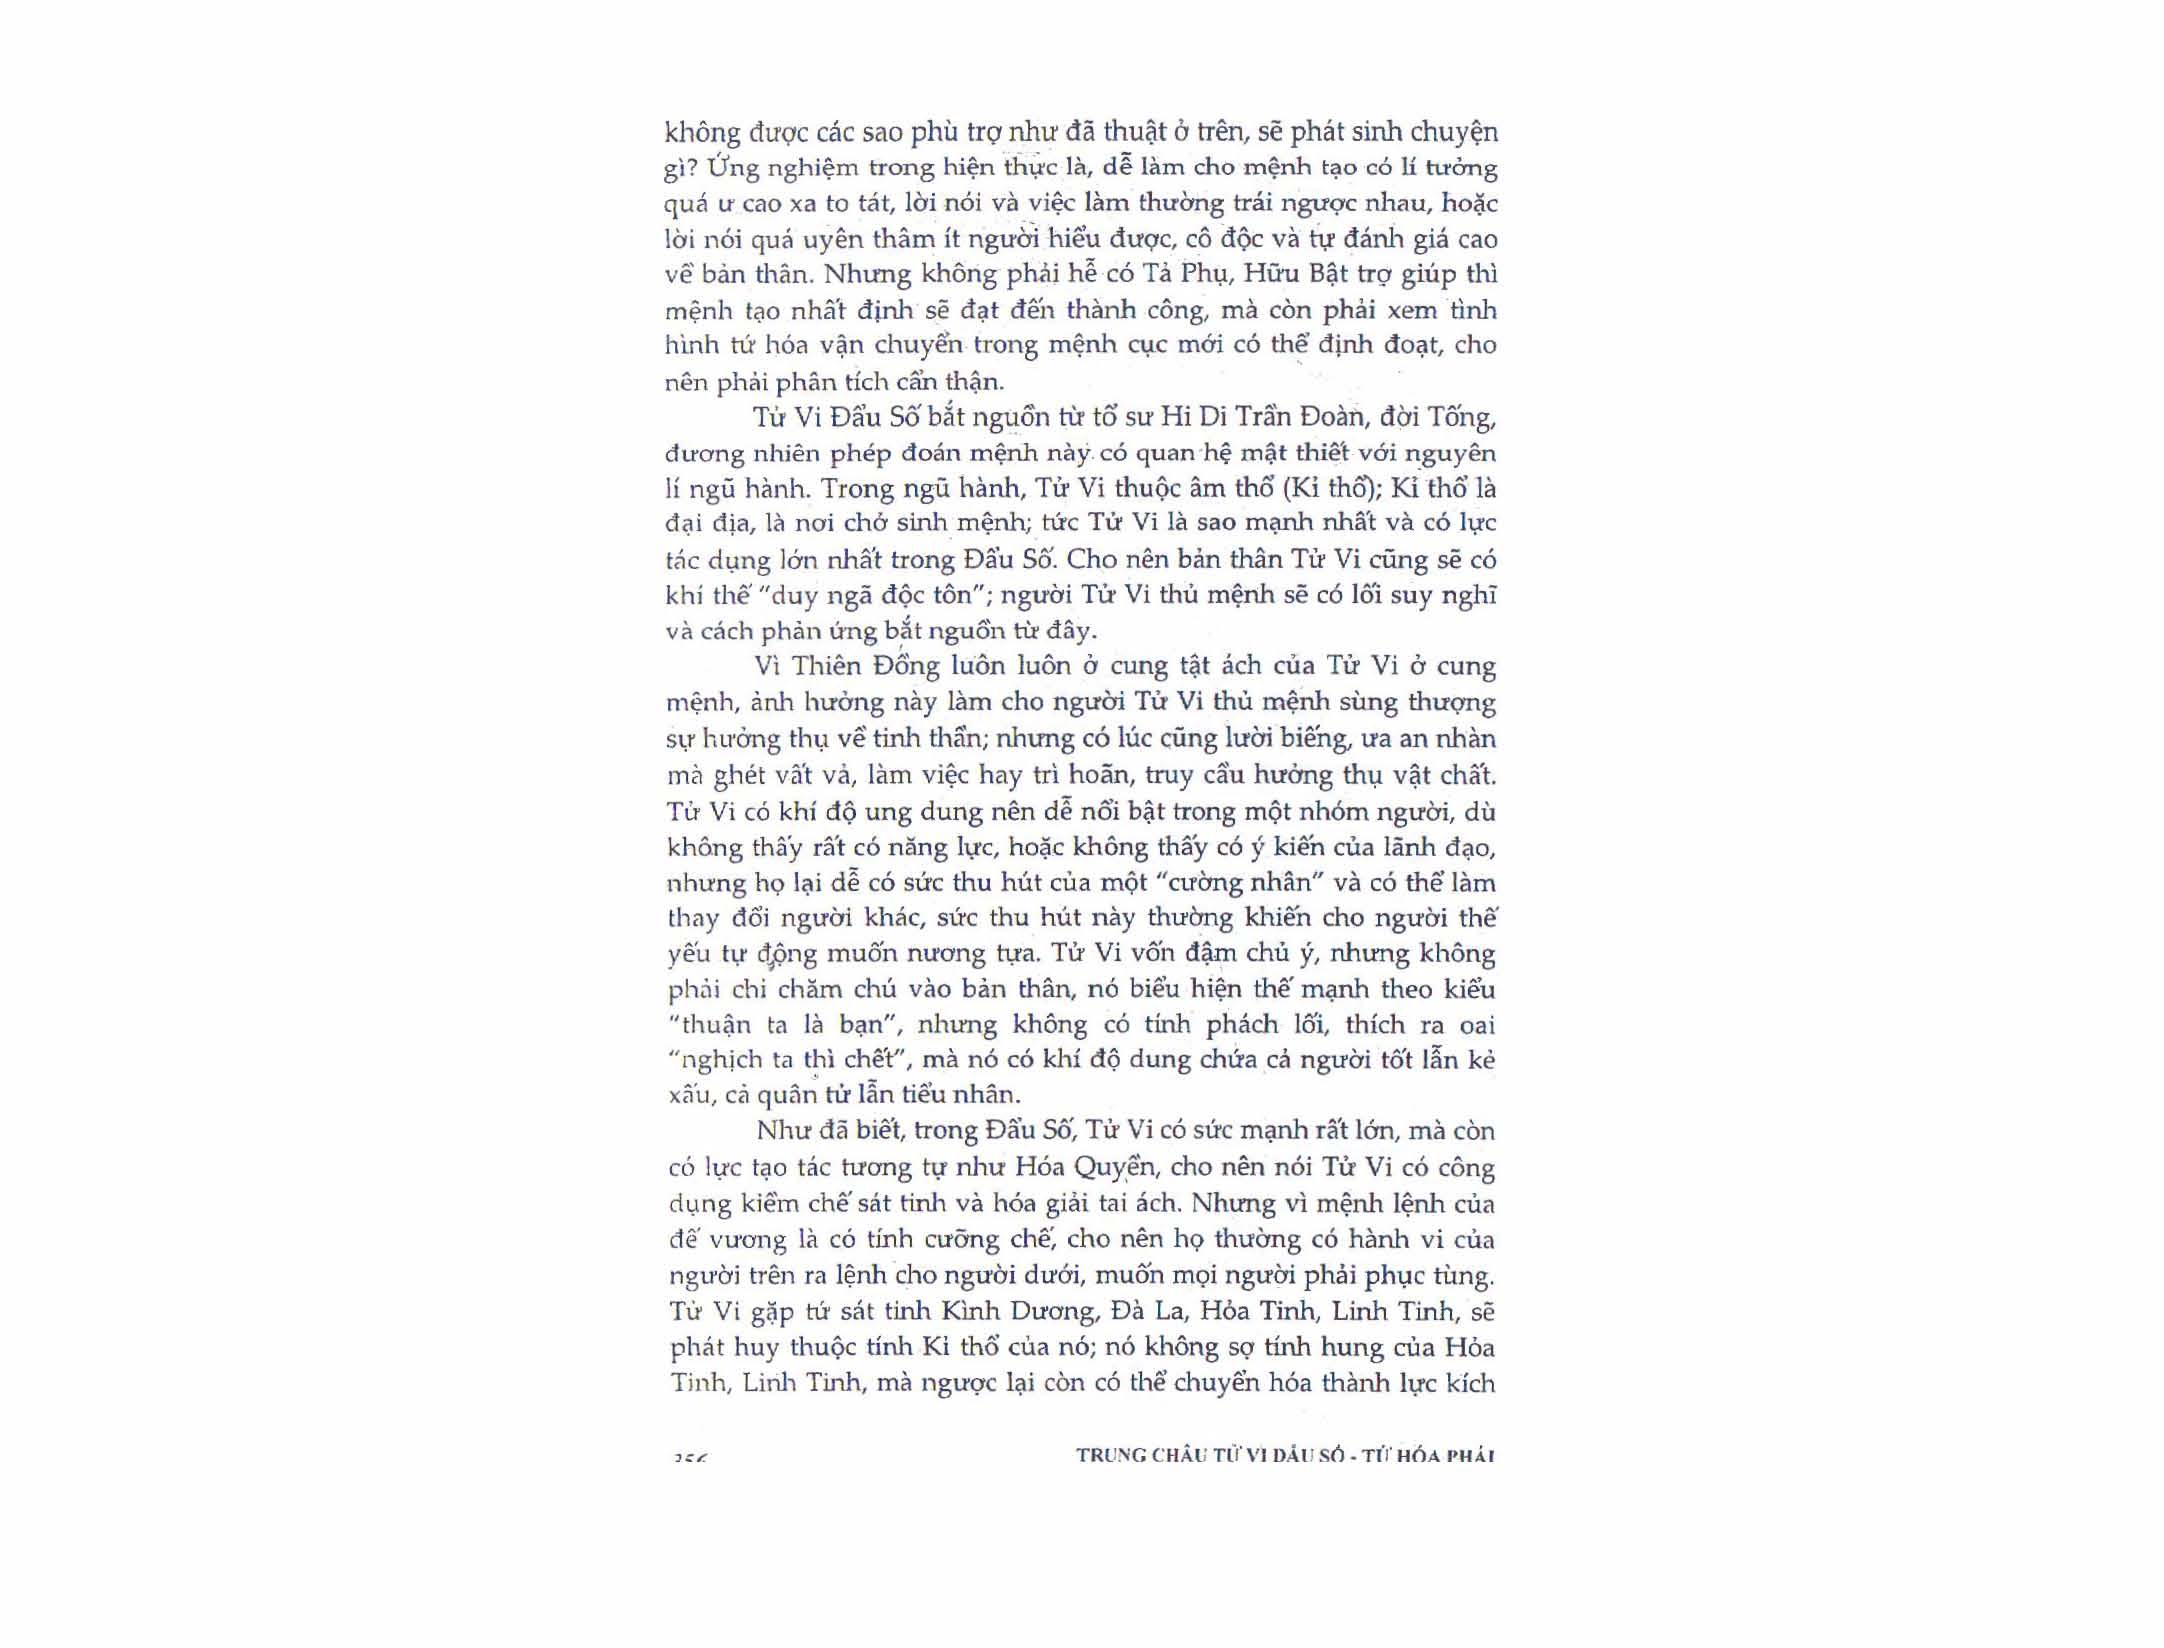 không được các sao phù trợ như đã thuật ở trên, sẽ phát sinh chuyện
gì? Ứng nghiệm trong hiện thực là, dễ làm cho mệnh tạo có lí tưởng
quá ư cao xa to tát, lời nói và việc làm thường trái ngược nhau, hoặc
lời nói quá uyên thâm ít người hiểu được, cô độc và tự đánh giá cao
về bản thân. Nhưng không phải hễ có Tả Phụ, Hữu Bật trợ giúp thì
mệnh tạo nhất định sẽ đạt đến thành công, mà còn phải xem tình
hình tứ hóa vận chuyển trong mệnh cục mới có thể định đoạt, cho
nên phải phân tích cẩn thận.
Tử Vi Đẩu Số bắt nguồn từ tổ sư Hi Di Trần Đoàn, đời Tống,
đương nhiên phép đoán mệnh này có quan hệ mật thiết với nguyên
lí ngũ hành. Trong ngũ hành, Tử Vi thuộc âm thổ (Kỉ thổ); Kỉ thổ là
đại địa, là nơi chở sinh mệnh; tức Tử Vi là sao mạnh nhất và có lực
tác dụng lớn nhất trong Đẩu Số. Cho nên bản thân Tử Vi cũng sẽ có
khí thế "duy ngã độc tôn"; người Tử Vi thủ mệnh sẽ có lối suy nghĩ
và cách phản ứng bắt nguồn từ đây.
Vì Thiên Đồng luôn luôn ở cung tật ách của Tử Vi ở cung
mệnh, ảnh hưởng này làm cho người Tử Vi thủ mệnh sùng thượng
sự hưởng thụ về tinh thần; nhưng có lúc cũng lười biếng, ưa an nhàn
mà ghét vất vả, làm việc hay trì hoãn, truy cầu hưởng thụ vật chất.
Tử Vi có khí độ ung dung nên dễ nổi bật trong một nhóm người, dù
không thấy rất có năng lực, hoặc không thấy có ý kiến của lãnh đạo,
nhưng họ lại dễ có sức thu hút của một "cường nhân" và có thể làm
thay đổi người khác, sức thu hút này thường khiến cho người thế
yếu tự động muốn nương tựa. Tử Vi vốn đậm chủ ý, nhưng không
phải chỉ chăm chú vào bản thân, nó biểu hiện thế mạnh theo kiểu
"thuận ta là bạn", nhưng không có tính phách lối, thích ra oai
"nghịch ta thì chết", mà nó có khí độ dung chứa cả người tốt lẫn kẻ
xấu, cả quân tử lẫn tiểu nhân.
Như đã biết, trong Đẩu Số, Tử Vi có sức mạnh rất lớn, mà còn
có lực tạo tác tương tự như Hóa Quyền, cho nên nói Tử Vi có công
dụng kiềm chế sát tinh và hóa giải tai ách. Nhưng vì mệnh lệnh của
đế vương là có tính cưỡng chế, cho nên họ thường có hành vi của
người trên ra lệnh cho người dưới, muốn mọi người phải phục tùng.
Tử Vi gặp tứ sát tinh Kình Dương, Đà La, Hỏa Tinh, Linh Tinh, sẽ
phát huy thuộc tính Kỉ thổ của nó; nó không sợ tính hung của Hỏa
Tinh, Linh Tinh, mà ngược lại còn có thể chuyển hóa thành lực kích
TRUNG CHÂU TỬ VI ĐẨU SỐ - TỨ HÓA PHÁI